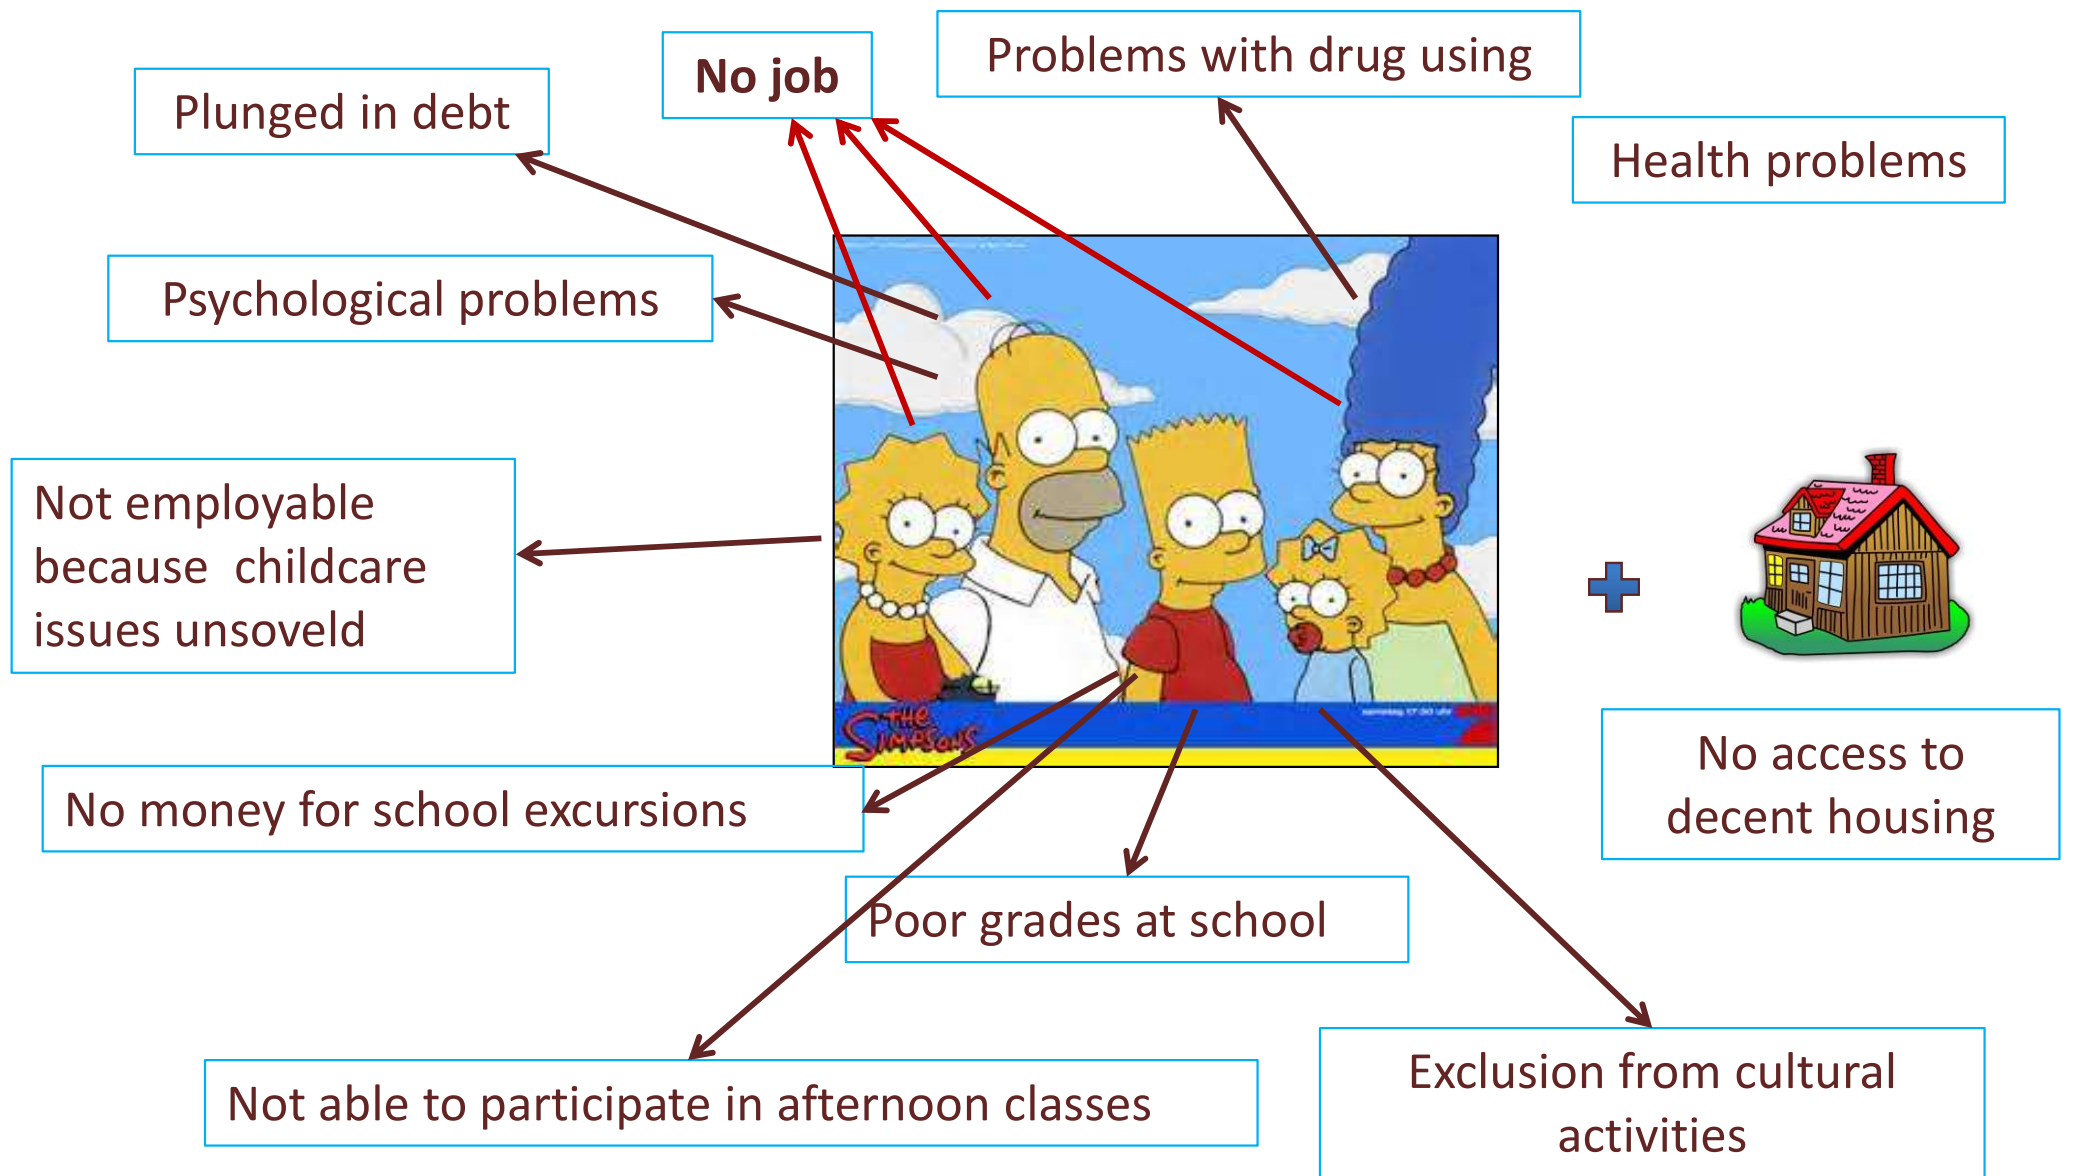 Problems with drug using
No job
Plunged in debt
Health problems
Psychological problems
Not employable
because  childcare
issues unsoveld
THE
SIMPSONS
No access to
decent housing
No money for school excursions
Poor grades at school
Exclusion from cultural
activities
Not able to participate in afternoon classes